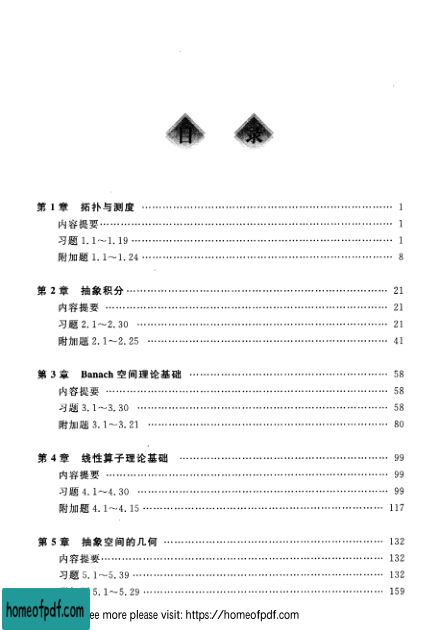 目 录
第 1 章 拓扑与测度 1
内容提要 1
习题 1.1～1.19 1
附加题 1.1～1.24 8
第 2 章 抽象积分 21
内容提要 21
习题 2.1～2.30 21
附加题 2.1～2.25 41
第 3 章 Banach 空间理论基础 58
内容提要 58
习题 3.1～3.30 58
附加题 3.1～3.21 80
第 4 章 线性算子理论基础 99
内容提要 99
习题 4.1～4.30 99
附加题 4.1～4.15 117
第 5 章 抽象空间的几何 132
内容提要 132
习题 5.1～5.39 132
5.1～5.29 159
homeofpdf.com
ee more please visit: https://homeofpdf.com